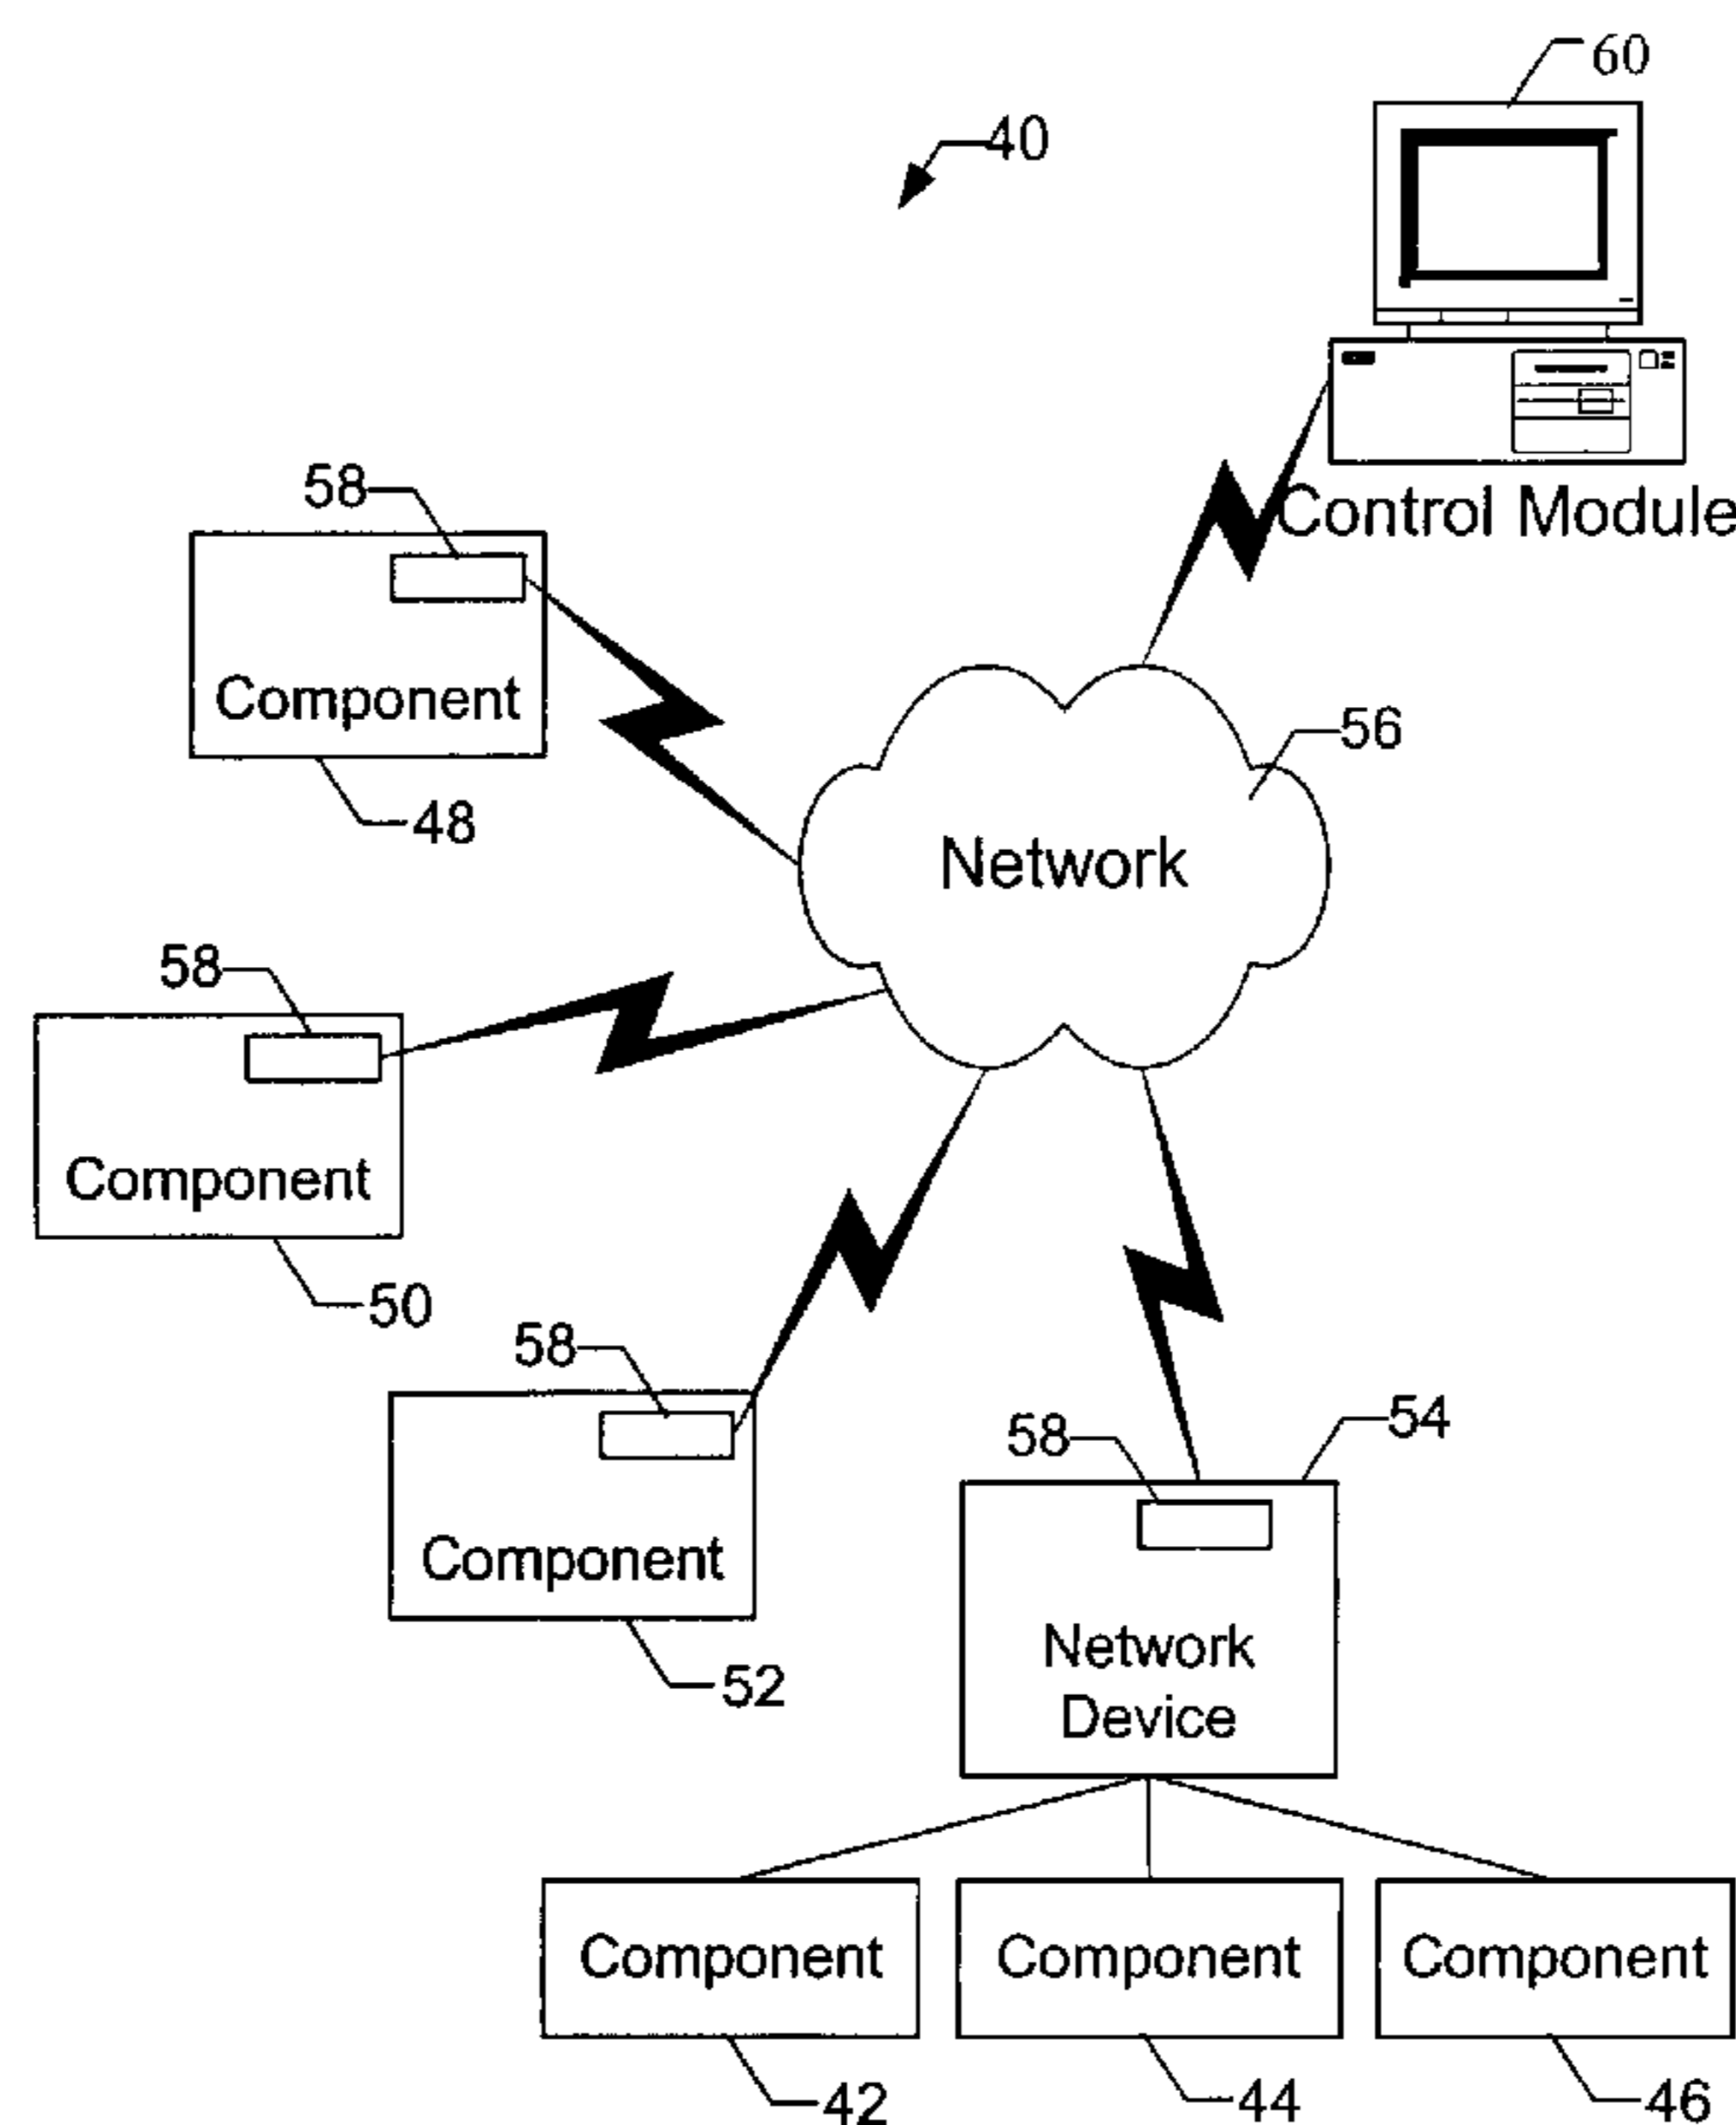 60
40
Control Module
58
Component
48
56
Network
58
Component
50
58
Component
52
58
54
Network
Device
Component
Component
Component
42
44
46